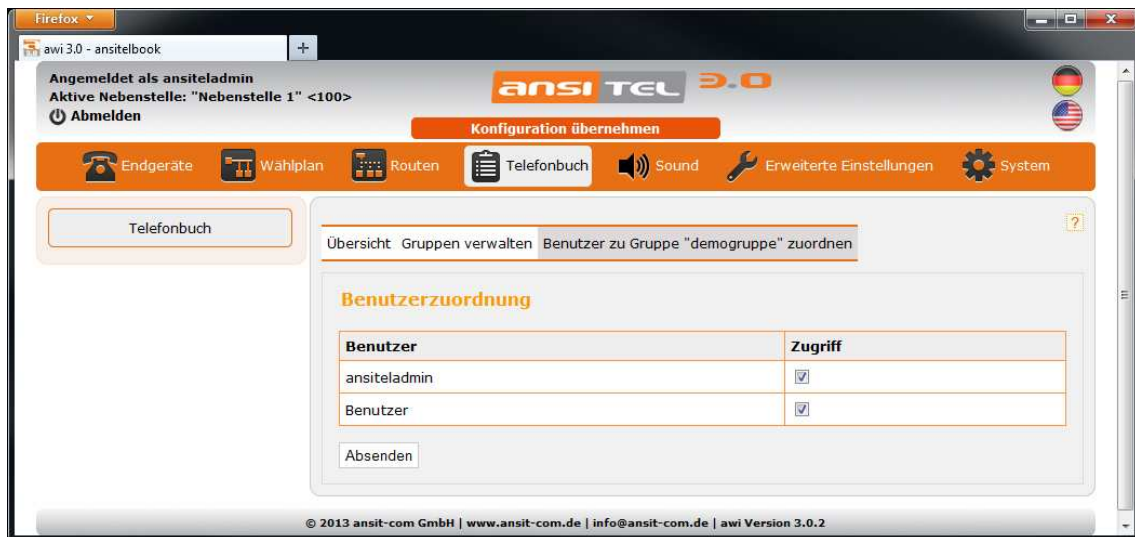 Firefox
awi 3.0 - ansitelbook
Angemeldet als ansiteladmin
Aktive Nebenstelle: "Nebenstelle 1" <100>
Abmelden
ansi TEL 3.0
Konfiguration übernehmen
Endgeräte Wählplan Routen Telefonbuch Sound Erweiterte Einstellungen System
Telefonbuch
?
Übersicht Gruppen verwalten Benutzer zu Gruppe "demogruppe" zuordnen
Benutzerzuordnung
Benutzer Zugriff
ansiteladmin
Benutzer
Absenden
© 2013 ansit-com GmbH | www.ansit-com.de | info@ansit-com.de | awi Version 3.0.2